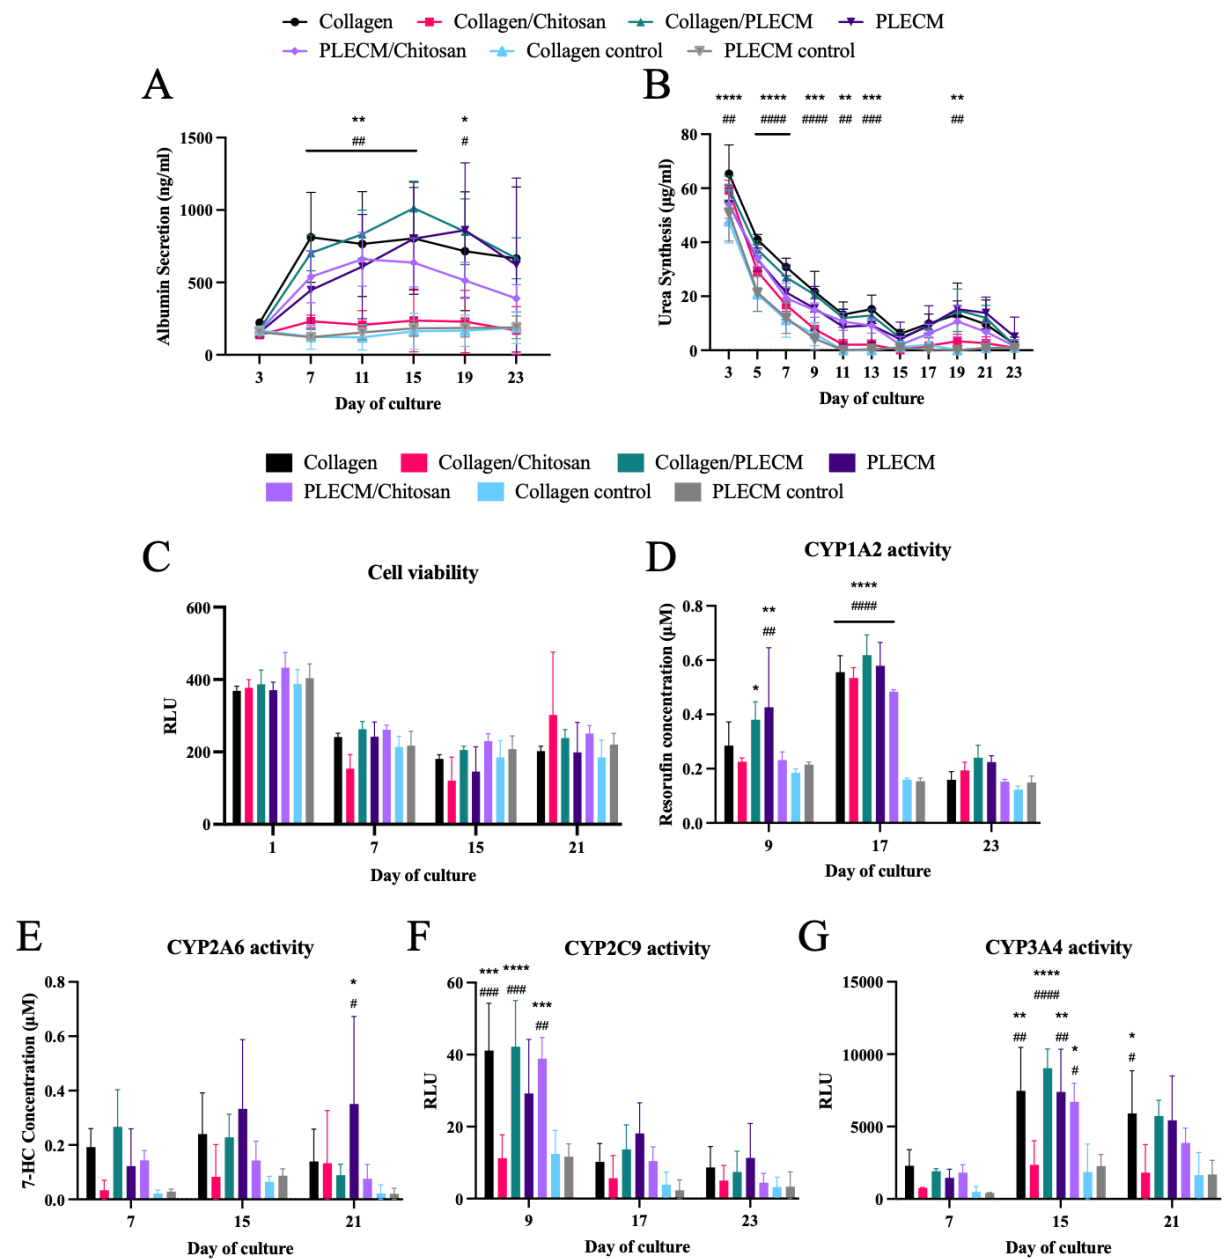 Collagen Collagen/Chitosan Collagen/PLECM PLECM
PLECM/Chitosan Collagen control PLECM control
A
** *
## #
Albumin Secretion (ng/ml)
1500
1000
500
0
3 7 11 15 19 23
Day of culture
B
**** **** *** ** *** **
## #### #### ## ### ##
Urea Synthesis (µg/ml)
80
60
40
20
0
3 5 7 9 11 13 15 17 19 21 23
Day of culture
Collagen Collagen/Chitosan Collagen/PLECM PLECM
PLECM/Chitosan Collagen control PLECM control
C
Cell viability
RLU
600
400
200
0
1 7 15 21
Day of culture
D
CYP1A2 activity
****
####
**
##
*
Resorufin concentration (µM)
0.8
0.6
0.4
0.2
0.0
9 17 23
Day of culture
E
CYP2A6 activity
*
#
7-HC Concentration (µM)
0.8
0.6
0.4
0.2
0.0
7 15 21
Day of culture
F
CYP2C9 activity
*** ****
### ###
***
##
RLU
60
40
20
0
9 17 23
Day of culture
G
CYP3A4 activity
****
####
** **
## ##
* *
# #
RLU
15000
10000
5000
0
7 15 21
Day of culture